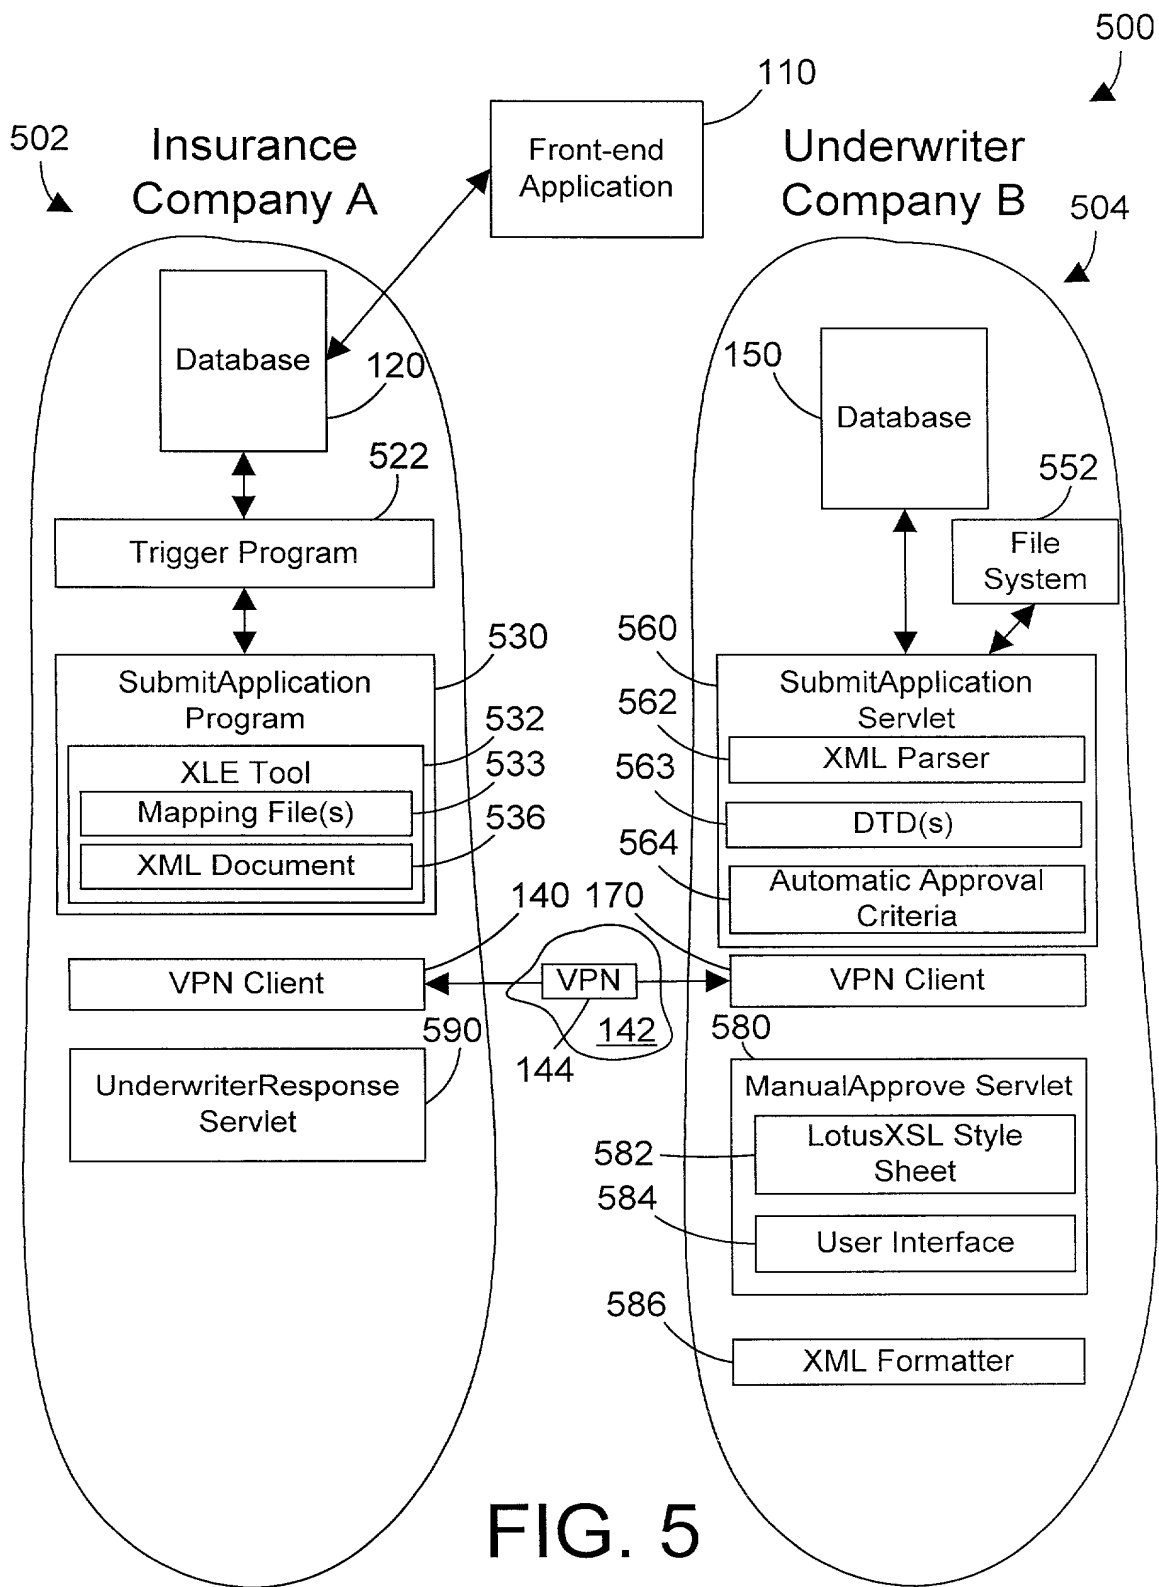 500
110
502
Insurance
Company A
Front-end
Application
Underwriter
Company B
504
Database
120
150
Database
522
552
Trigger Program
File
System
530
560
SubmitApplication
Program
SubmitApplication
Servlet
532
562
XLE Tool
XML Parser
533
563
Mapping File(s)
DTD(s)
536
564
XML Document
Automatic Approval
Criteria
140
170
VPN Client
VPN
VPN Client
142
144
590
580
UnderwriterResponse
Servlet
ManualApprove Servlet
582
LotusXSL Style
Sheet
584
User Interface
586
XML Formatter
FIG. 5